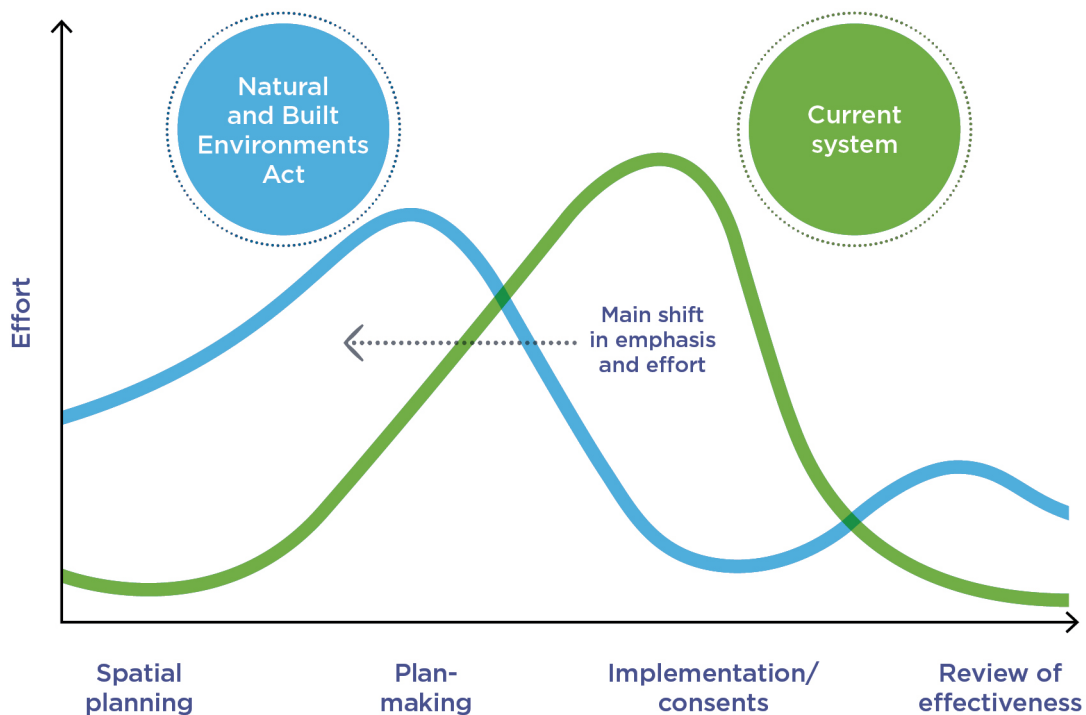 Natural
and Built
Environments
Act
Current
system
Effort
Main shift
in emphasis
and effort
Spatial
planning
Plan-
making
Implementation/
consents
Review of
effectiveness